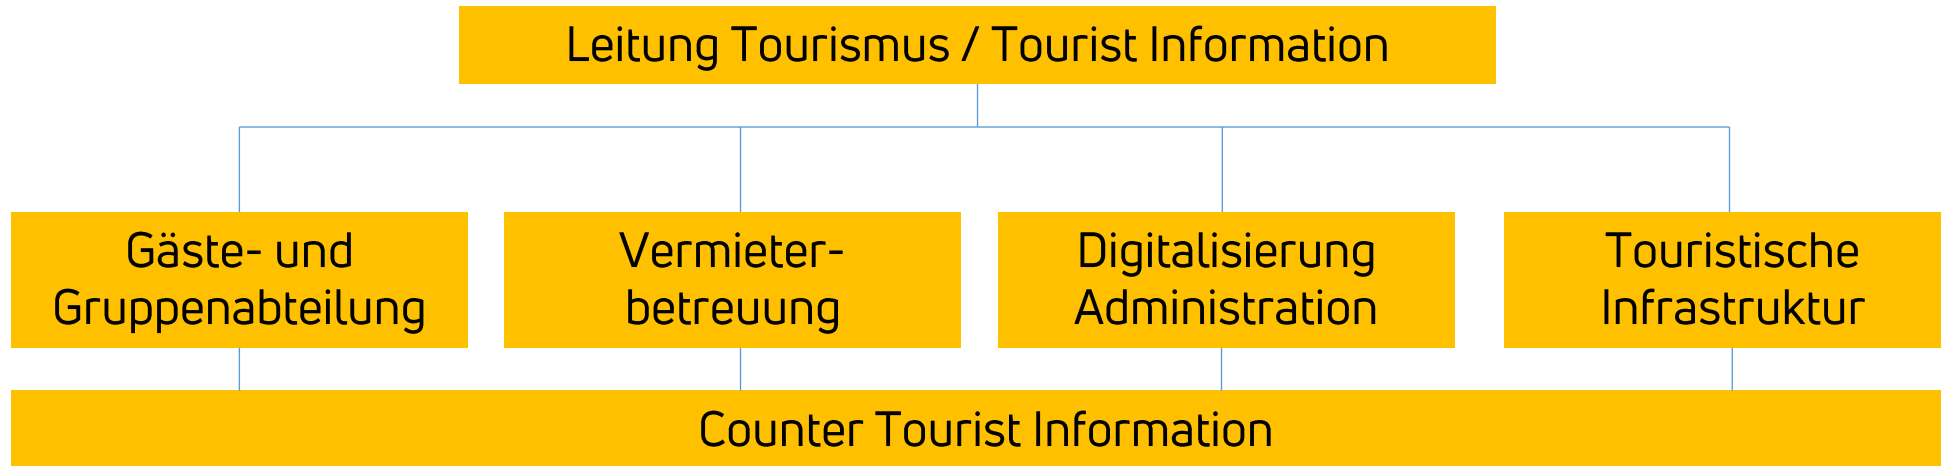 Leitung Tourismus / Tourist Information
Gäste- und
Gruppenabteilung
Vermieter-
betreuung
Digitalisierung
Administration
Touristische
Infrastruktur
Counter Tourist Information